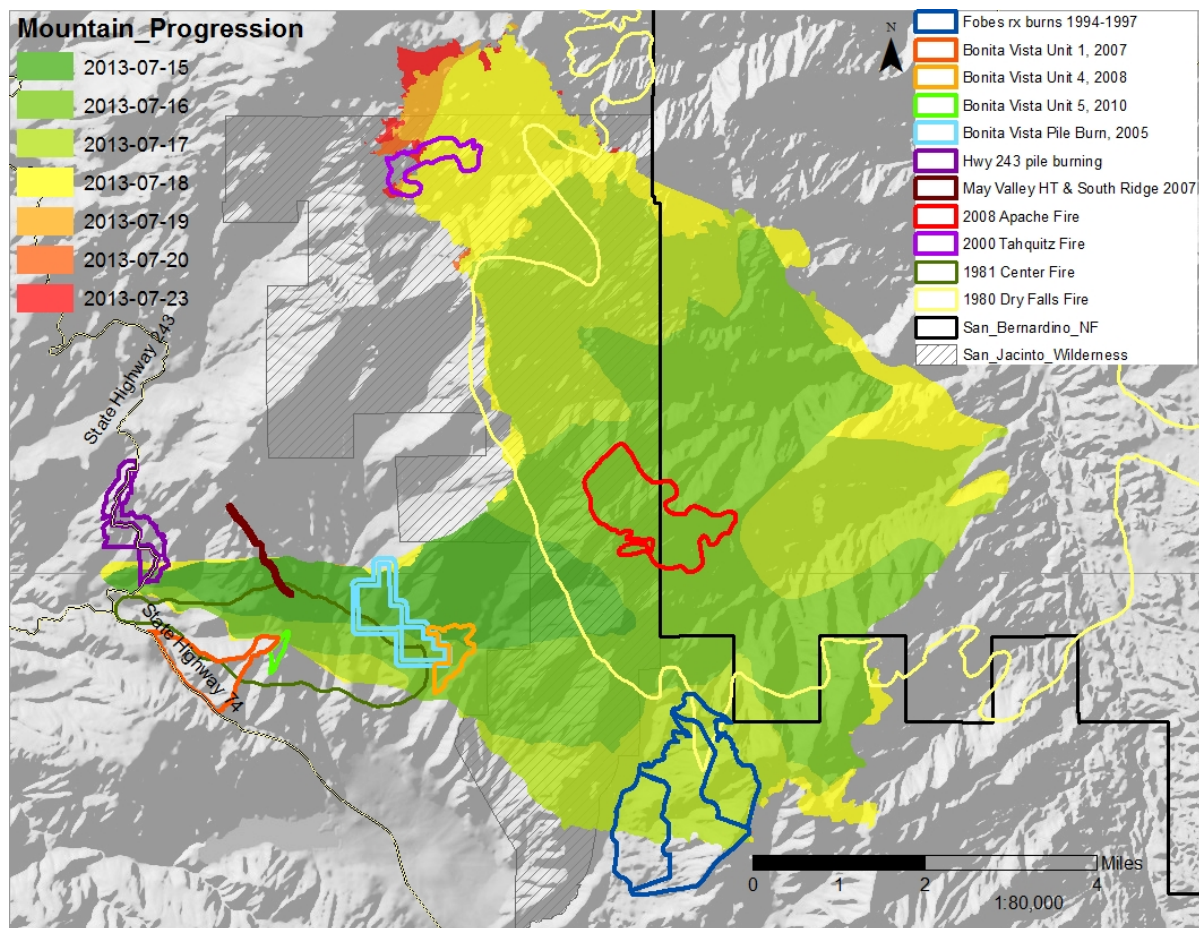 Mountain_Progression
2013-07-15
2013-07-16
2013-07-17
2013-07-18
2013-07-19
2013-07-20
2013-07-23
N
Fobes rx burns 1994-1997
Bonita Vista Unit 1, 2007
Bonita Vista Unit 4, 2008
Bonita Vista Unit 5, 2010
Bonita Vista Pile Burn, 2005
Hwy 243 pile burning
May Valley HT & South Ridge 2007
2008 Apache Fire
2000 Tahquitz Fire
1981 Center Fire
1980 Dry Falls Fire
San_Bernardino_NF
San_Jacinto_Wilderness
State Highway 243
State Highway 74
Miles
0 1 2 4
1:80,000